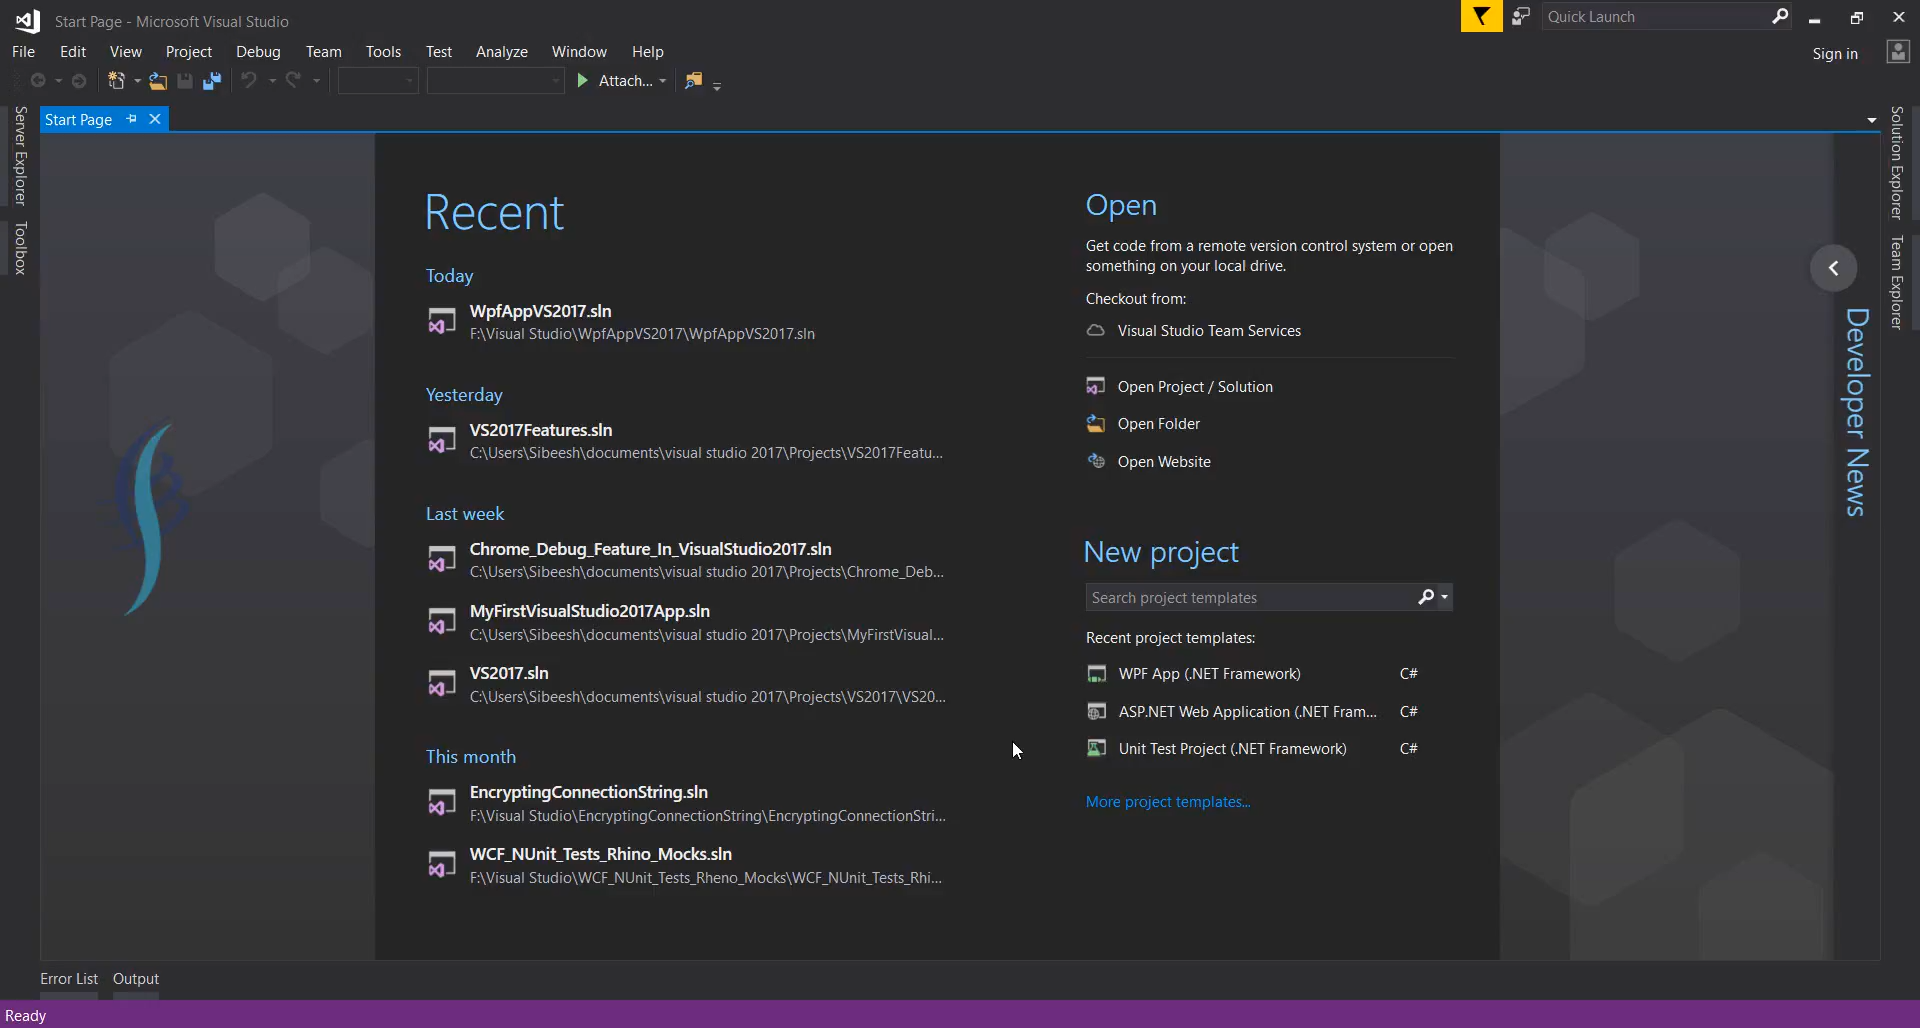 Start Page - Microsoft Visual Studio
Quick Launch
File Edit View Project Debug Team Tools Test Analyze Window Help
Sign in
Attach...
Server Explorer
Toolbox
Start Page
Recent
Today
WpfAppVS2017.sln
F:\Visual Studio\WpfAppVS2017\WpfAppVS2017.sln
Yesterday
VS2017Features.sln
C:\Users\Sibeesh\documents\visual studio 2017\Projects\VS2017Featu...
Last week
Chrome_Debug_Feature_In_VisualStudio2017.sln
C:\Users\Sibeesh\documents\visual studio 2017\Projects\Chrome_Deb...
MyFirstVisualStudio2017App.sln
C:\Users\Sibeesh\documents\visual studio 2017\Projects\MyFirstVisual...
VS2017.sln
C:\Users\Sibeesh\documents\visual studio 2017\Projects\VS2017\VS20...
This month
EncryptingConnectionString.sln
F:\Visual Studio\EncryptingConnectionString\EncryptingConnectionStri...
WCF_NUnit_Tests_Rhino_Mocks.sln
F:\Visual Studio\WCF_NUnit_Tests_Rheno_Mocks\WCF_NUnit_Tests_Rhi...
Open
Get code from a remote version control system or open
something on your local drive.
Checkout from:
Visual Studio Team Services
Open Project / Solution
Open Folder
Open Website
New project
Search project templates
Recent project templates:
WPF App (.NET Framework) C#
ASP.NET Web Application (.NET Fram... C#
Unit Test Project (.NET Framework) C#
More project templates...
Developer News
Solution Explorer
Team Explorer
Error List Output
Ready